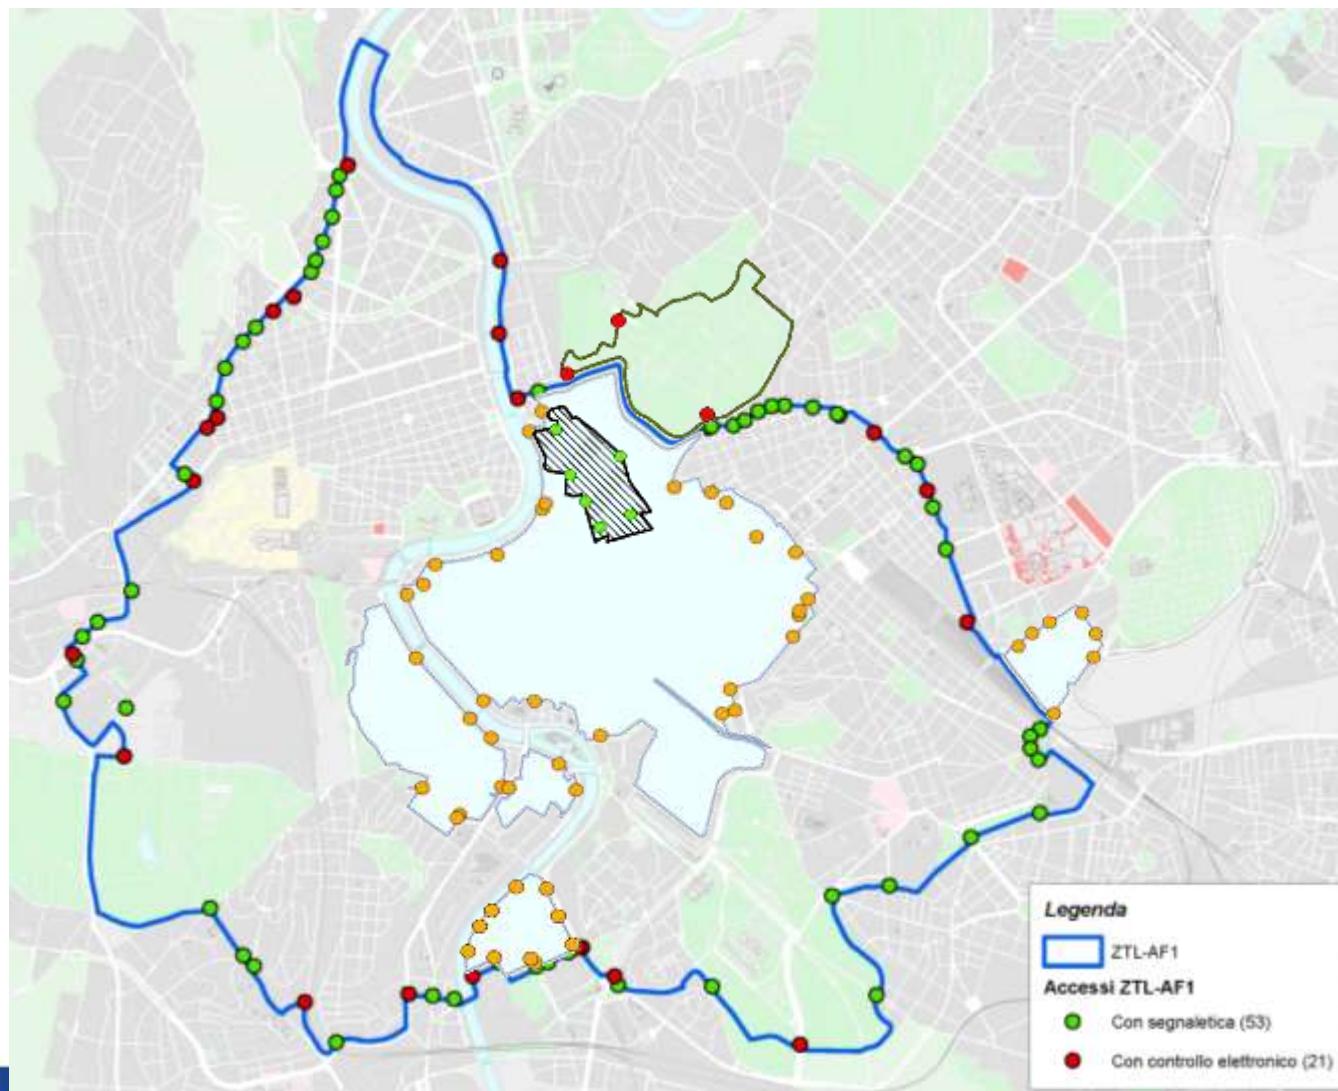 Legenda
ZTL-AF1
Accessi ZTL-AF1
Con segnaletica (53)
Con controllo elettronico (21)